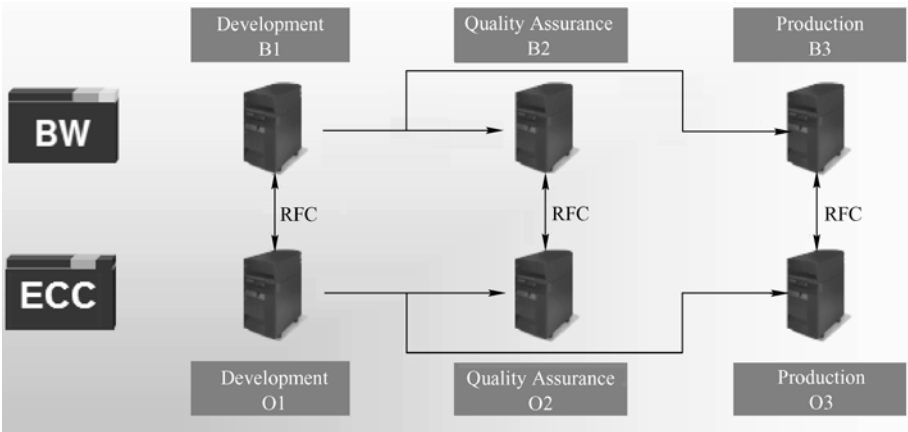 Development
B1
Quality Assurance
B2
Production
B3
BW
RFC
RFC
RFC
ECC
Development
O1
Quality Assurance
O2
Production
O3